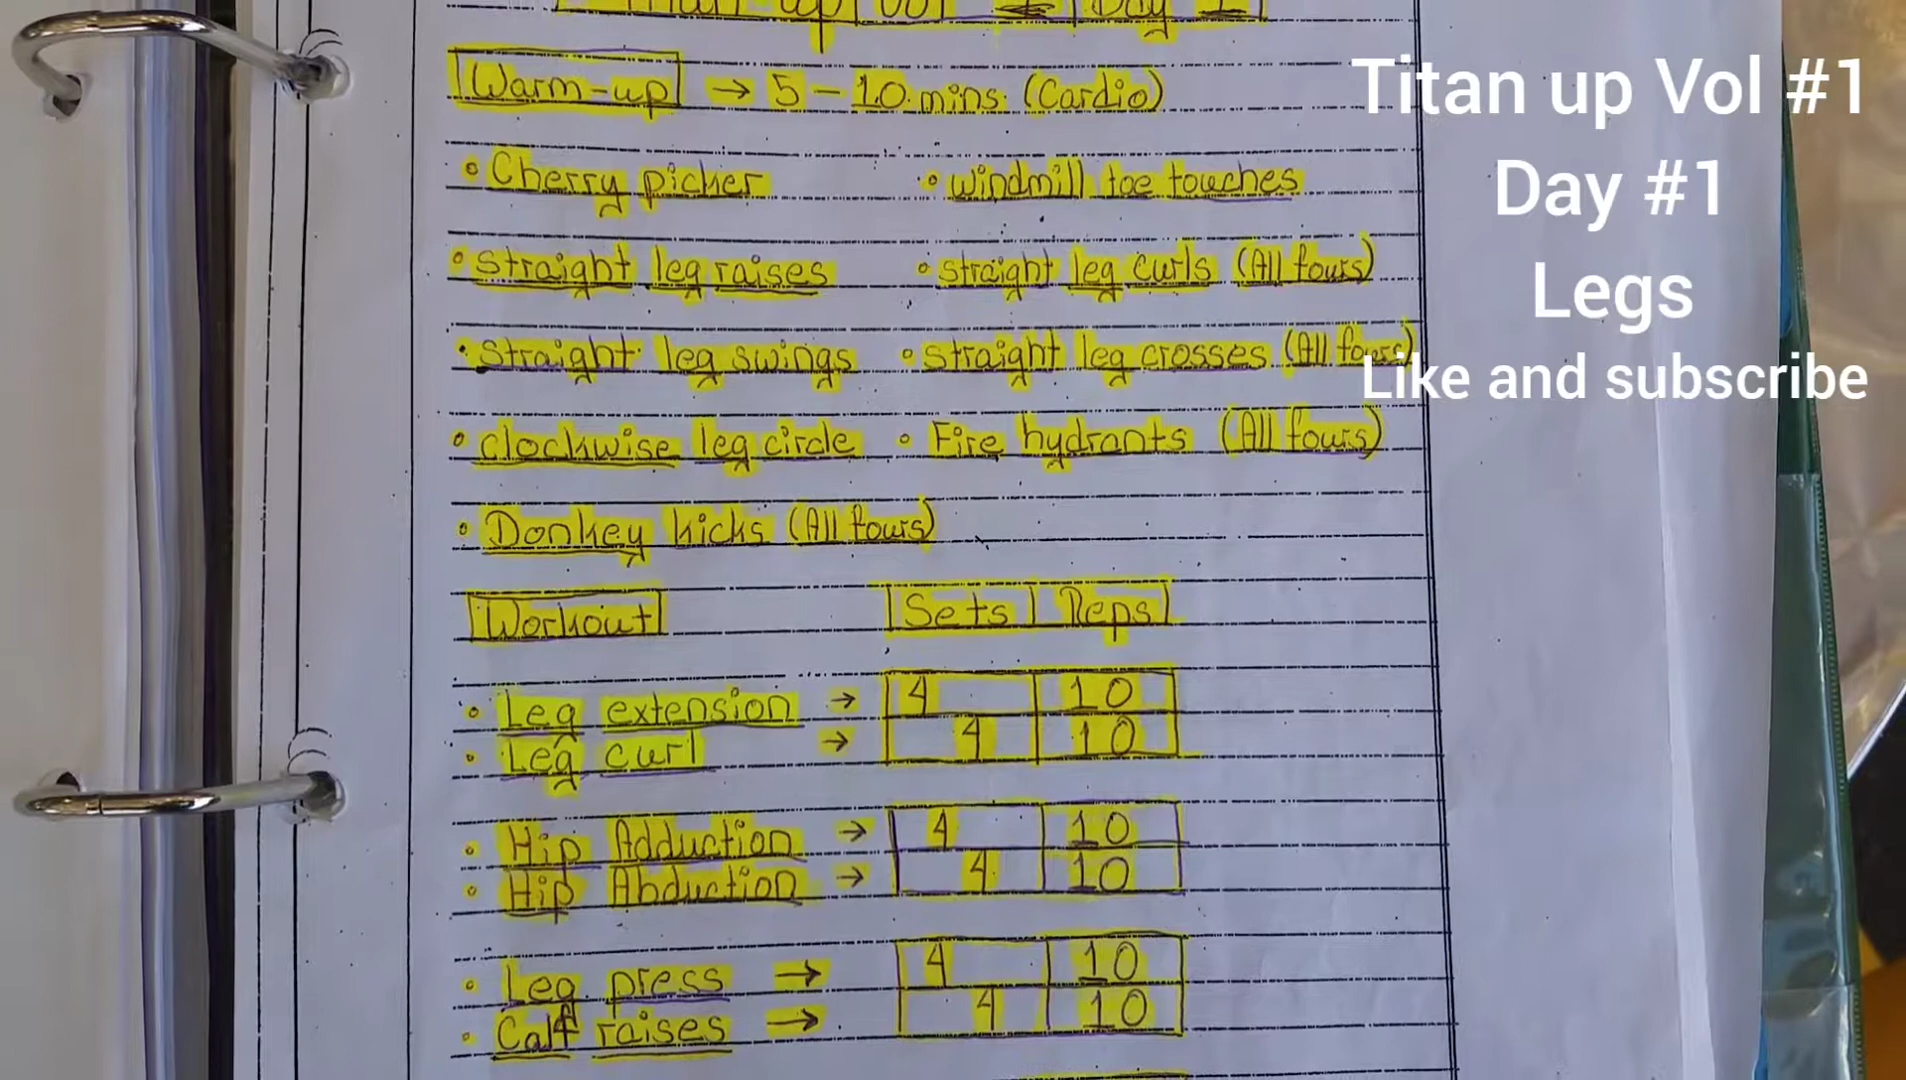 Titan up Vol #1
Day #1
Legs
Like and subscribe
Warm-up → 5-10 mins (Cardio)
• Cherry picker • windmill toe touches
• straight leg raises • straight leg curls (All fours)
• straight leg swings • straight leg crosses (All fours)
• clockwise leg circle • Fire hydrants (All fours)
• Donkey kicks (All fours)
Workout Sets Reps
• Leg extension → 4 10
• Leg curl → 4 10
• Hip Adduction → 4 10
• Hip Abduction → 4 10
• Leg press → 4 10
• Calf raises → 4 10